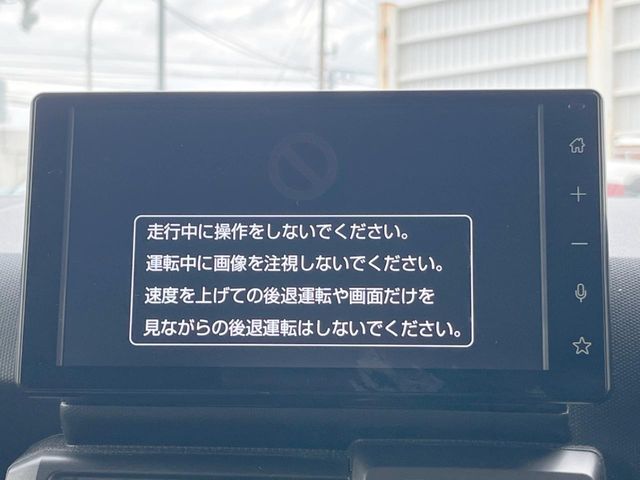 走行中に操作をしないでください。
運転中に画像を注視しないでください。
速度を上げての後退運転や画面だけを
見ながらの後退運転はしないでください。